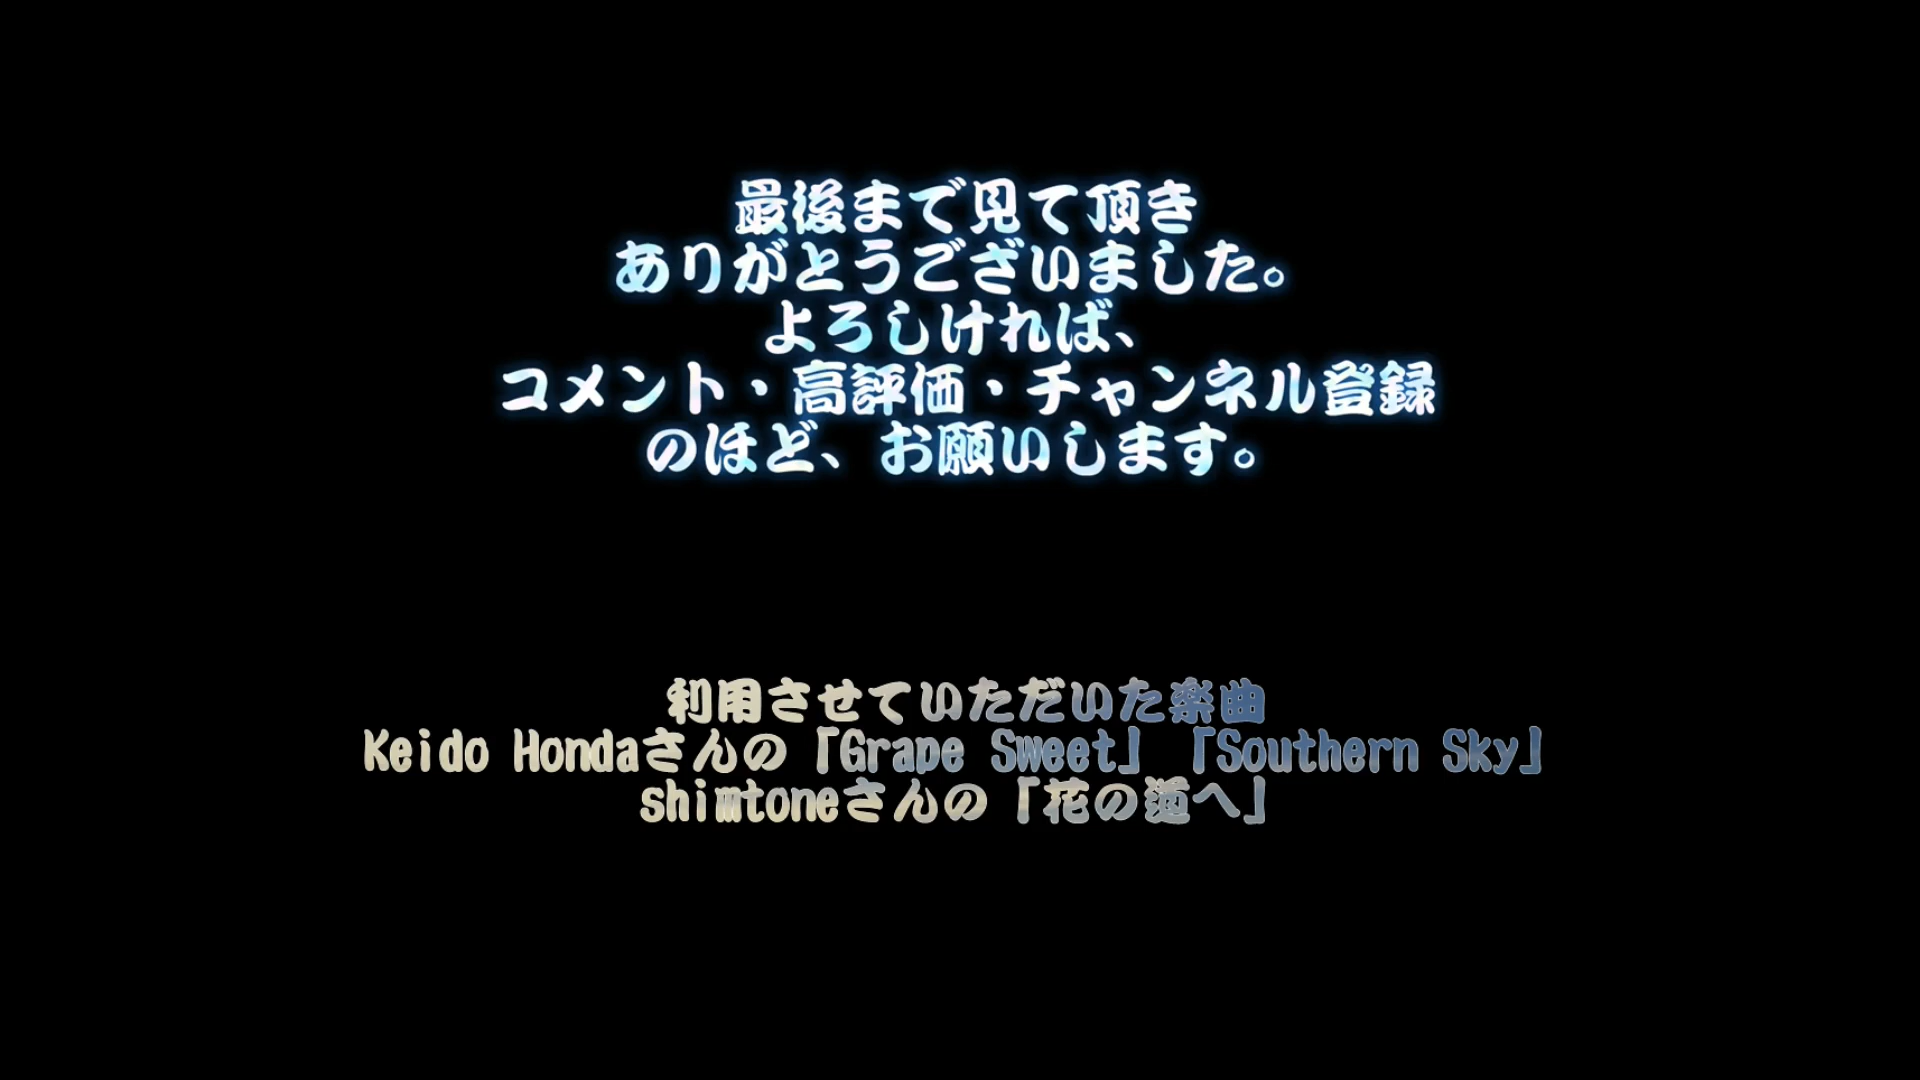 最後まで見て頂き
ありがとうございました。
よろしければ、
コメント・高評価・チャンネル登録
のほど、お願いします。
利用させていただいた楽曲
Keido Hondaさんの「Grape Sweet」「Southern Sky」
shimtoneさんの「花の道へ」